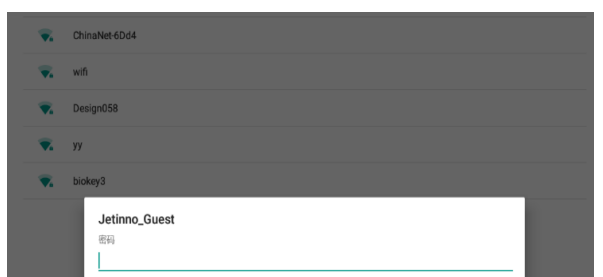 ChinaNet-6Dd4
wifi
Design058
yy
biokey3
Jetinno_Guest
密码